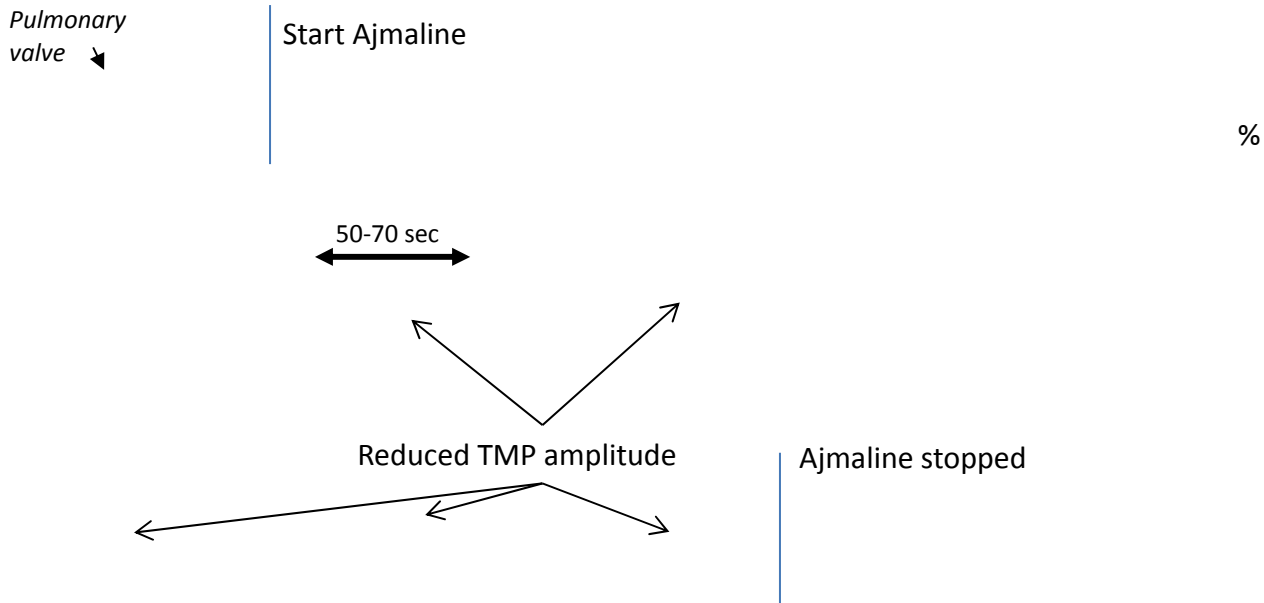 Pulmonary
valve
Start Ajmaline
%
50-70 sec
Reduced TMP amplitude
Ajmaline stopped